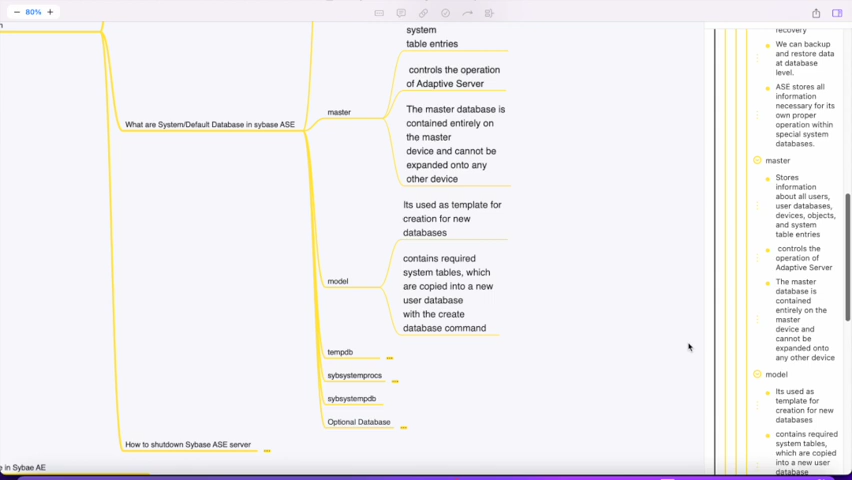 80%
n
system
table entries
controls the operation
of Adaptive Server
The master database is
contained entirely on
the master
device and cannot be
expanded onto any
other device
master
What are System/Default Database in sybase ASE
Its used as template for
creation for new
databases
contains required
system tables, which
are copied into a new
user database
with the create
database command
model
tempdb
sybsystemprocs
sybsystempdb
Optional Database
How to shutdown Sybase ASE server
e in Sybae AE
recovery
We can backup
and restore data
at database
level.
ASE stores all
information
necessary for its
own proper
operation within
special system
databases.
master
Stores
information
about all users,
user databases,
devices, objects,
and system
table entries
controls the
operation of
Adaptive Server
The master
database is
contained
entirely on the
master
device and
cannot be
expanded onto
any other device
model
Its used as
template for
creation for new
databases
contains required
system tables,
which are copied
into a new user
database